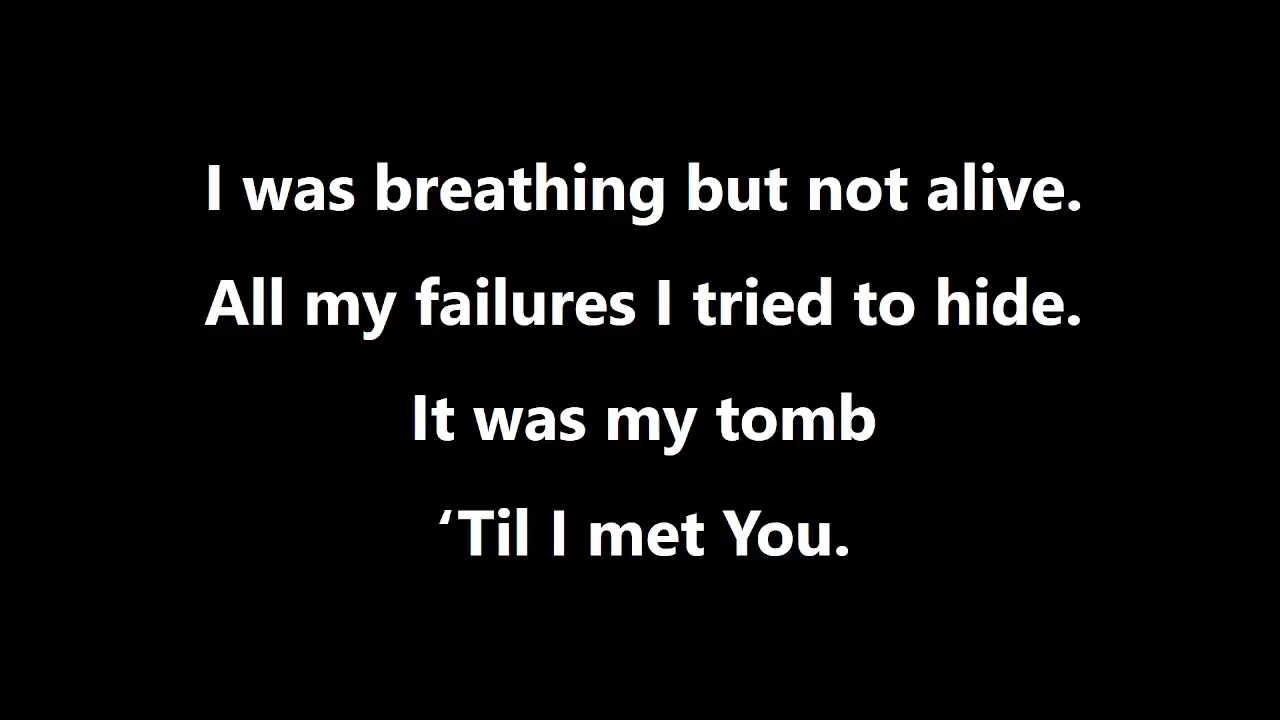 I was breathing but not alive.
All my failures I tried to hide.
It was my tomb
‘Til I met You.